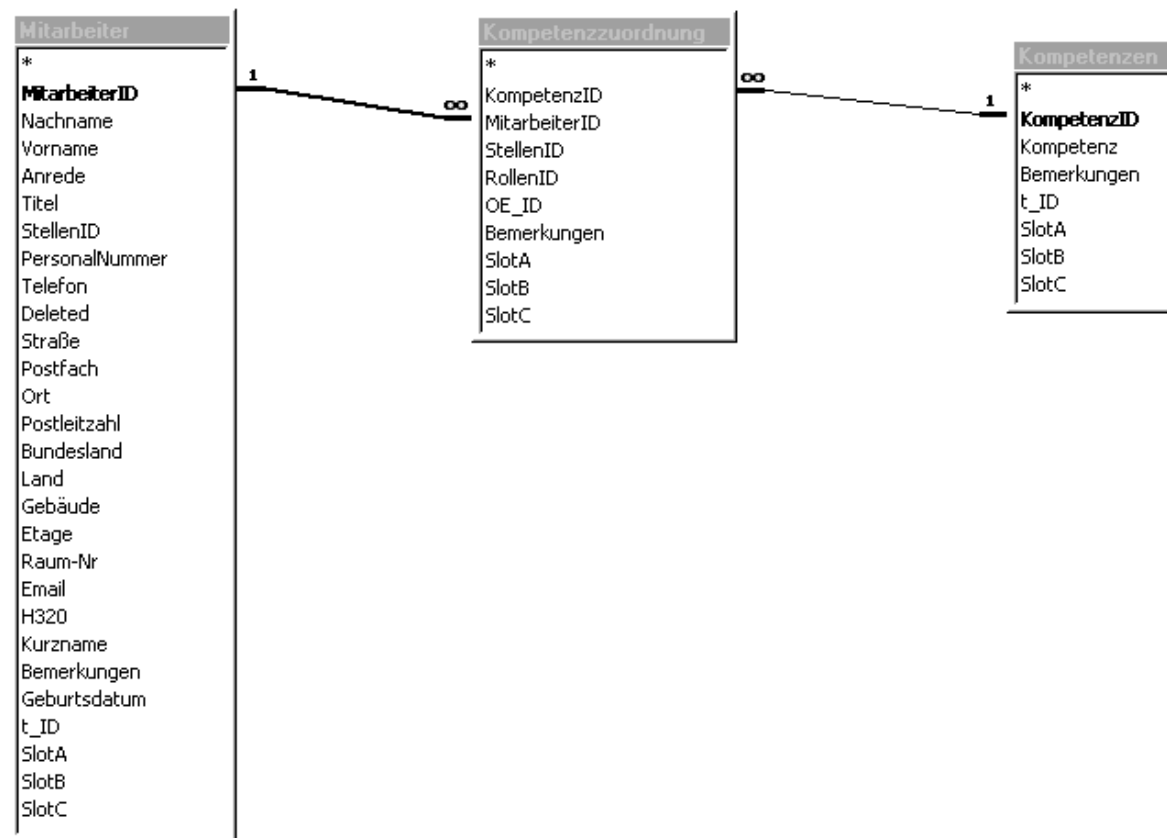 Mitarbeiter
*
MitarbeiterID
Nachname
Vorname
Anrede
Titel
StellenID
PersonalNummer
Telefon
Deleted
Straße
Postfach
Ort
Postleitzahl
Bundesland
Land
Gebäude
Etage
Raum-Nr
Email
H320
Kurzname
Bemerkungen
Geburtsdatum
t_ID
SlotA
SlotB
SlotC
1
∞
Kompetenzzuordnung
*
KompetenzID
MitarbeiterID
StellenID
RollenID
OE_ID
Bemerkungen
SlotA
SlotB
SlotC
∞
1
Kompetenzen
*
KompetenzID
Kompetenz
Bemerkungen
t_ID
SlotA
SlotB
SlotC